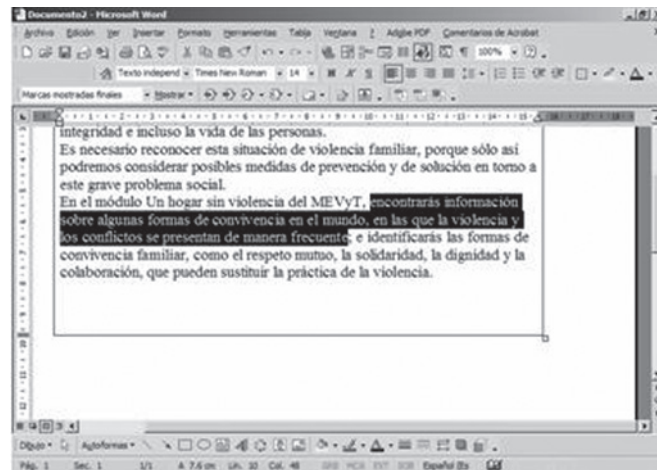 Documento2 - Microsoft Word
Archivo Edición Ver Insertar Formato Herramientas Tabla Ventana ? Adobe PDF Comentarios de Acrobat
100%
Texto independ Times New Roman 14 N K S
Marcas mostradas finales Mostrar
integridad e incluso la vida de las personas.
Es necesario reconocer esta situación de violencia familiar, porque sólo así
podremos considerar posibles medidas de prevención y de solución en torno a
este grave problema social.
En el módulo Un hogar sin violencia del MEVyT, encontrarás información
sobre algunas formas de convivencia en el mundo, en las que la violencia y
los conflictos se presentan de manera frecuente, e identificarás las formas de
convivencia familiar, como el respeto mutuo, la solidaridad, la dignidad y la
colaboración, que pueden sustituir la práctica de la violencia.
Dibujo Autoformas
Pág. 1 Sec. 1 1/1 A 7.6 cm Lín. 10 Col. 48 GRB MCA EXT SOB Español (Es